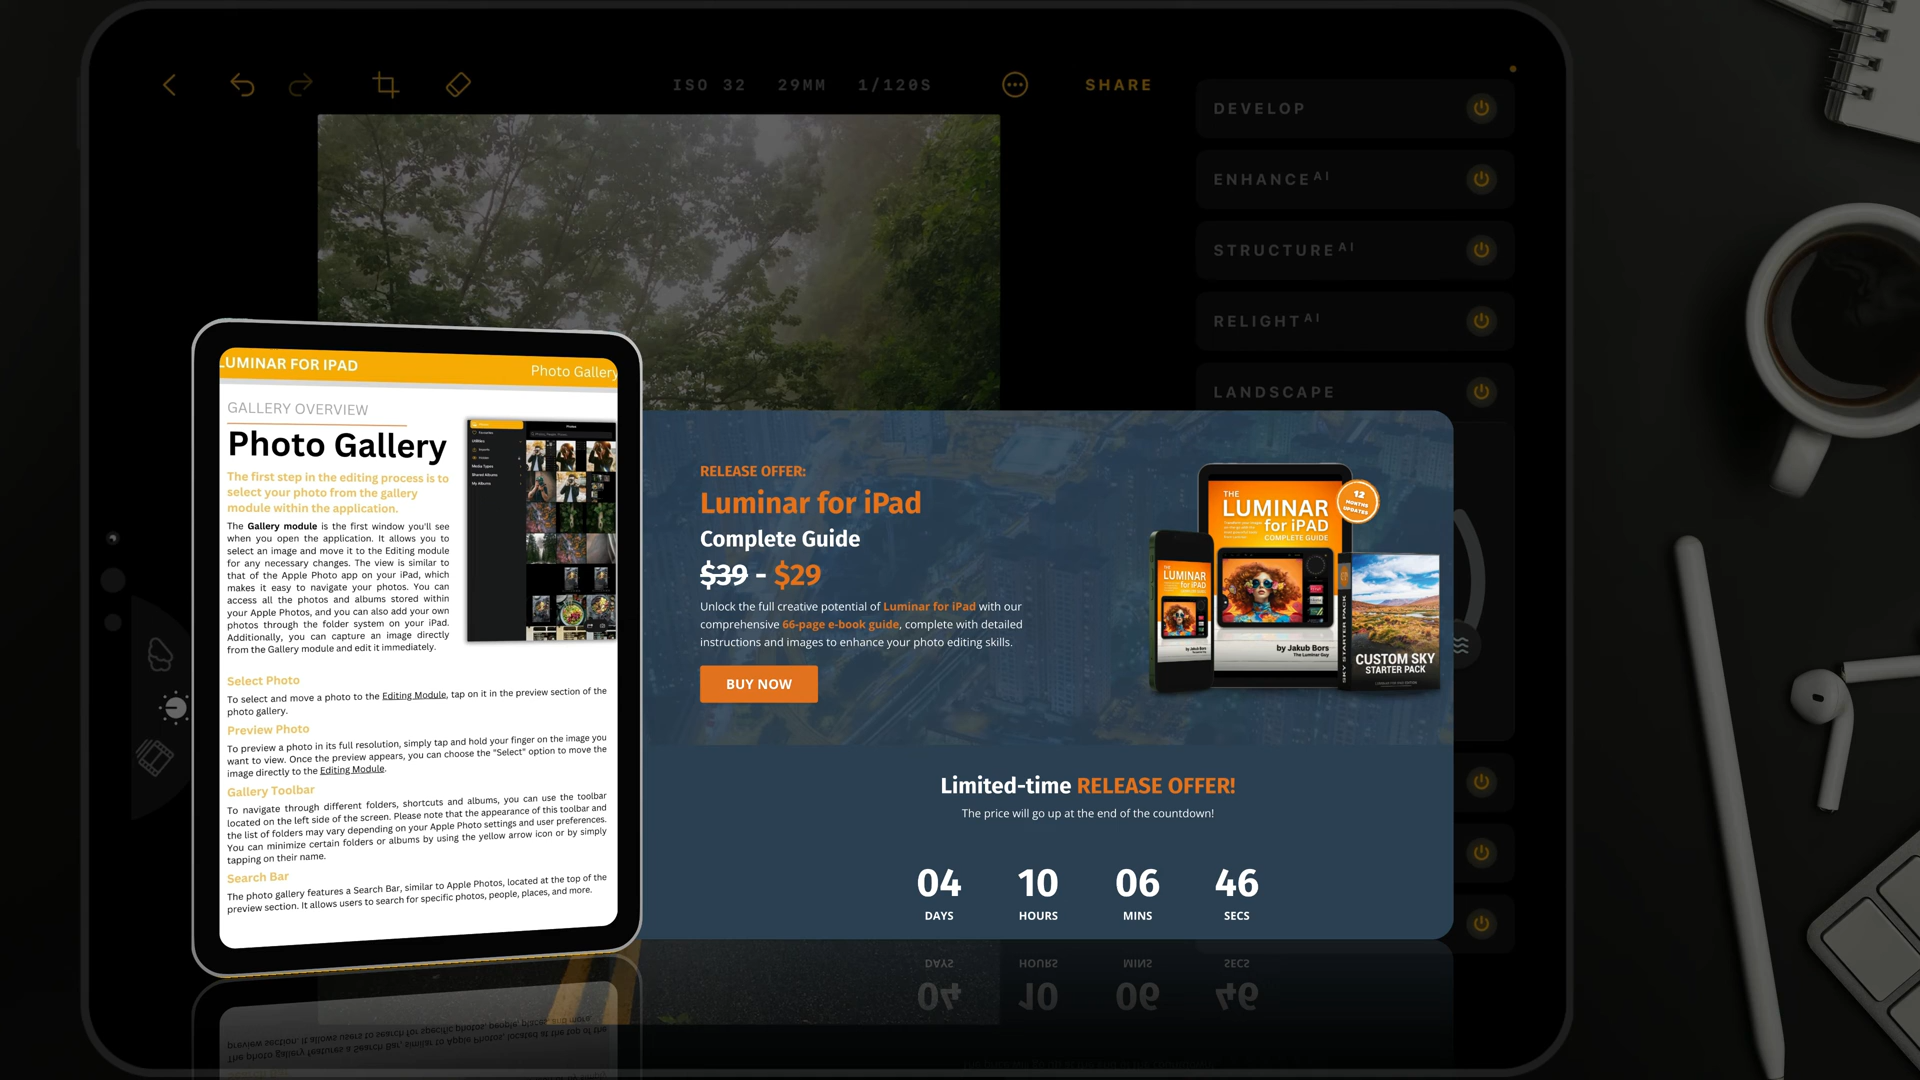 ISO 32 29MM 1/120S
SHARE
DEVELOP
ENHANCE AI
STRUCTURE AI
RELIGHT AI
LANDSCAPE
LUMINAR FOR IPAD
Photo Gallery
GALLERY OVERVIEW
Photo Gallery
The first step in the editing process is to
select your photo from the gallery
module within the application.
The Gallery module is the first window you'll see
when you open the application. It allows you to
select an image and move it to the Editing module
for any necessary changes. The view is similar to
that of the Apple Photo app on your iPad, which
makes it easy to navigate your photos. You can
access all the photos and albums stored within
your Apple Photos, and you can also add your own
photos through the folder system on your iPad.
Additionally, you can capture an image directly
from the Gallery module and edit it immediately.
Select Photo
To select and move a photo to the Editing Module, tap on it in the preview section of the
photo gallery.
Preview Photo
To preview a photo in its full resolution, simply tap and hold your finger on the image you
want to view. Once the preview appears, you can choose the "Select" option to move the
image directly to the Editing Module.
Gallery Toolbar
To navigate through different folders, shortcuts and albums, you can use the toolbar
located on the left side of the screen. Please note that the appearance of this toolbar and
the list of folders may vary depending on your Apple Photo settings and user preferences.
You can minimize certain folders or albums by using the yellow arrow icon or by simply
tapping on their name.
Search Bar
The photo gallery features a Search Bar, similar to Apple Photos, located at the top of the
preview section. It allows users to search for specific photos, people, places, and more.
RELEASE OFFER:
Luminar for iPad
Complete Guide
$39 - $29
Unlock the full creative potential of Luminar for iPad with our
comprehensive 66-page e-book guide, complete with detailed
instructions and images to enhance your photo editing skills.
BUY NOW
THE
LUMINAR
for iPAD
COMPLETE GUIDE
12
MONTHS
UPDATES
by Jakub Bors
The Luminar Guy
LUMINAR
for iPAD
SKY STARTER PACK
CUSTOM SKY
STARTER PACK
Limited-time RELEASE OFFER!
The price will go up at the end of the countdown!
04 10 06 46
DAYS HOURS MINS SECS